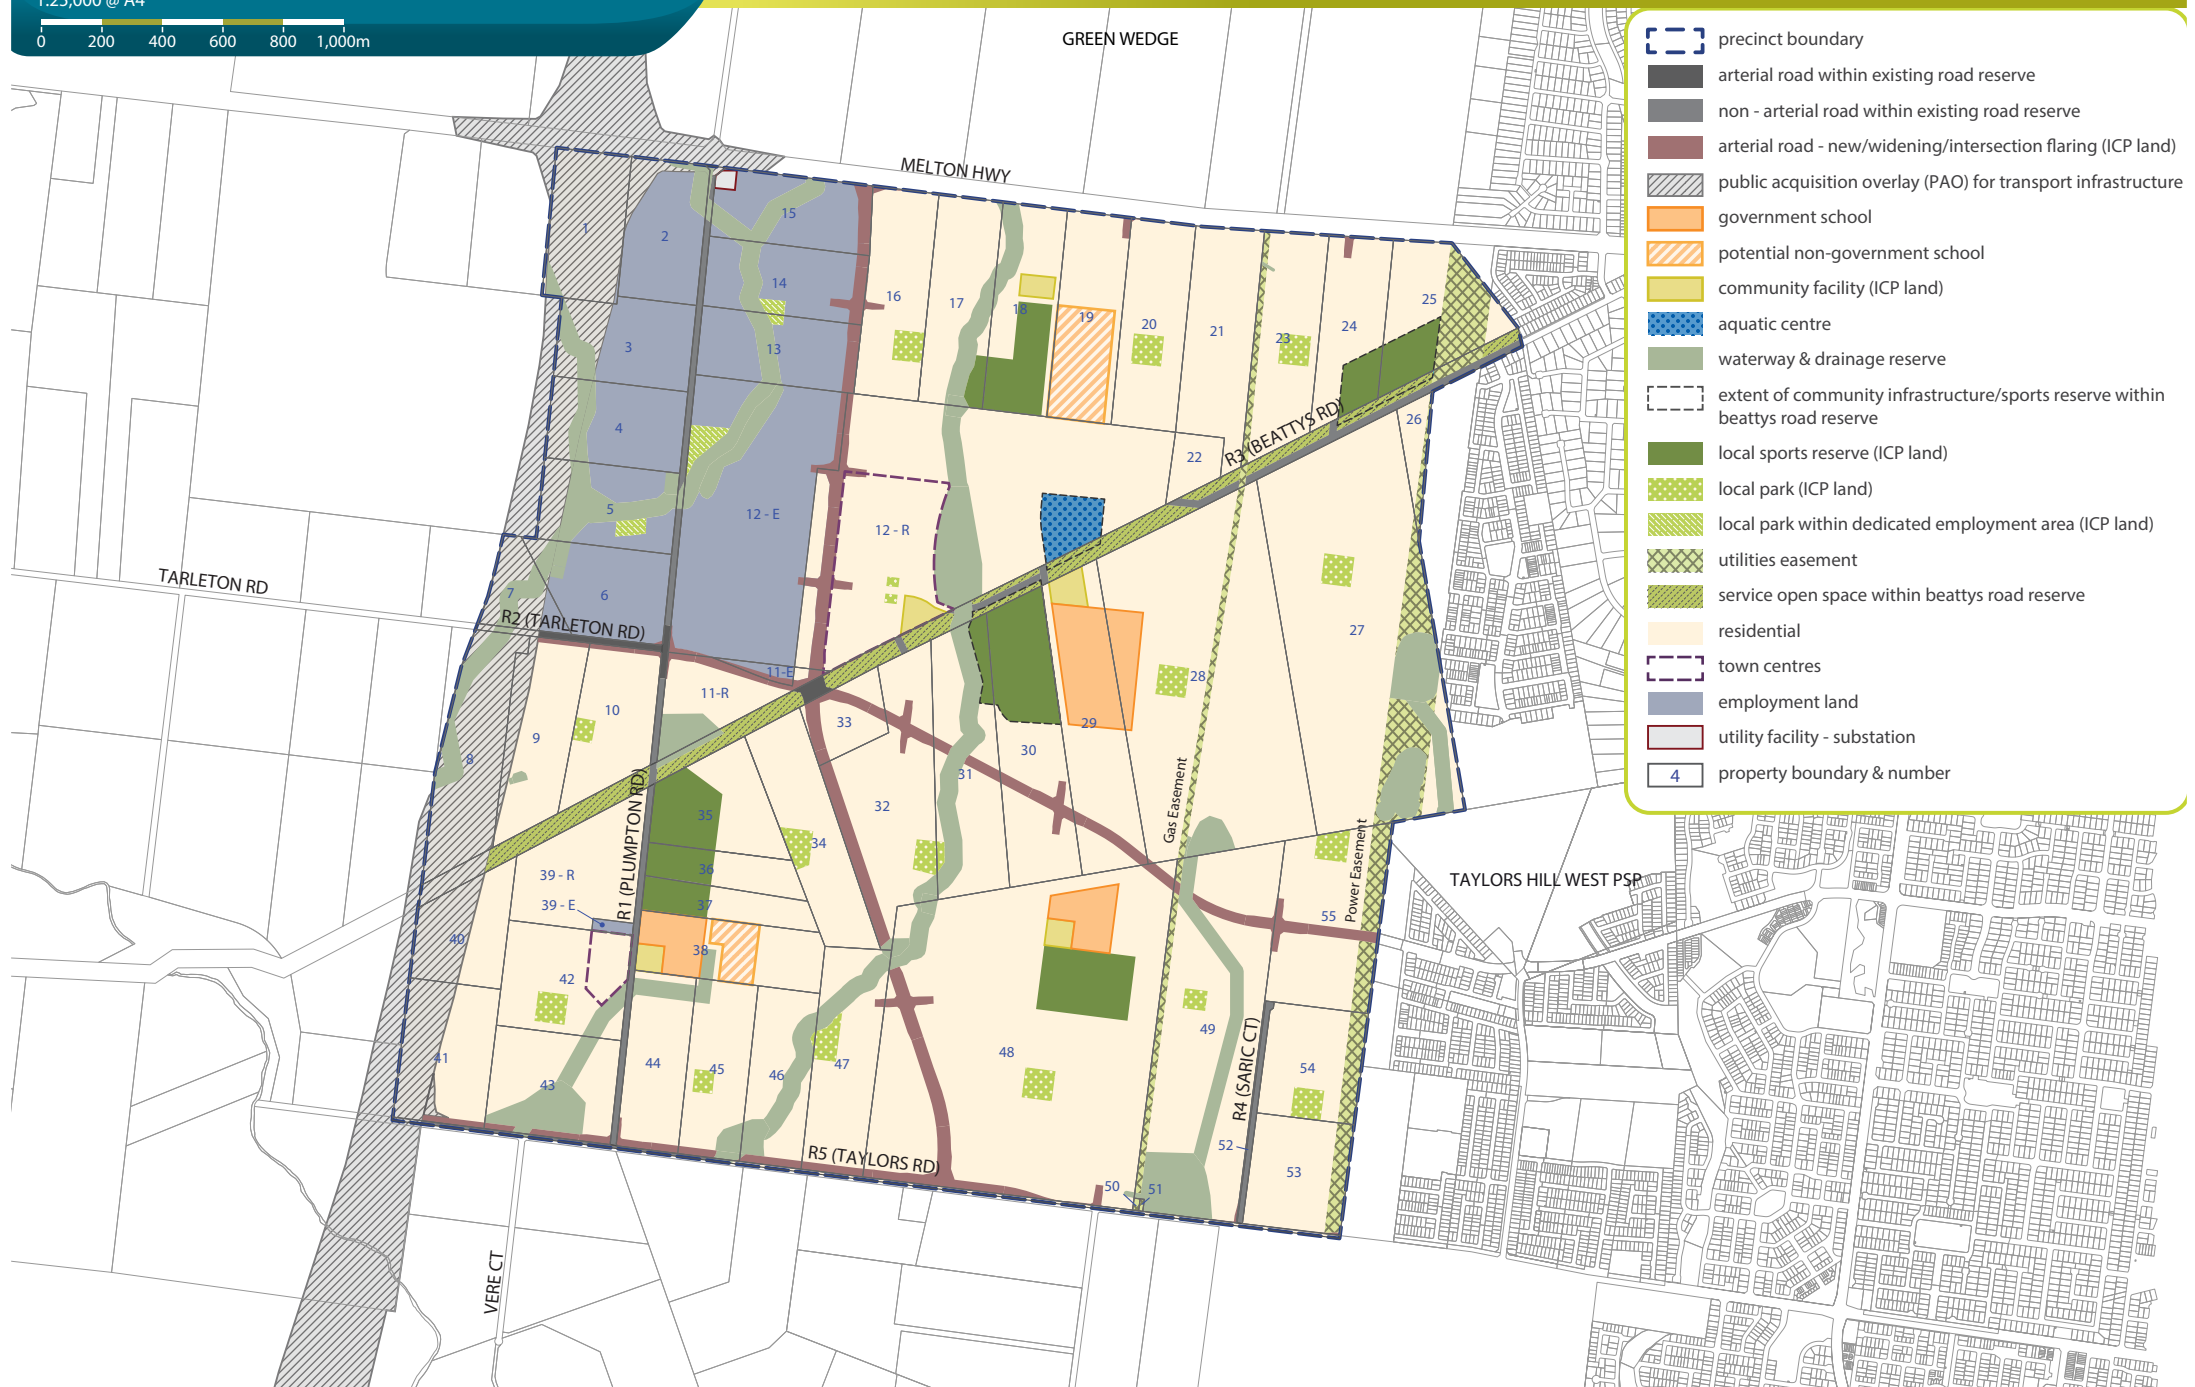 1:25,000 @ A4
0 200 400 600 800 1,000m
GREEN WEDGE
MELTON HWY
precinct boundary
arterial road within existing road reserve
non - arterial road within existing road reserve
arterial road - new/widening/intersection flaring (ICP land)
public acquisition overlay (PAO) for transport infrastructure
government school
potential non-government school
community facility (ICP land)
aquatic centre
waterway & drainage reserve
extent of community infrastructure/sports reserve within
beattys road reserve
local sports reserve (ICP land)
local park (ICP land)
local park within dedicated employment area (ICP land)
utilities easement
service open space within beattys road reserve
residential
town centres
employment land
utility facility - substation
4 property boundary & number
1
2
15
14
3
13
16
17
18
19
20
21
23
24
25
4
26
22
R3 (BEATTYS RD)
5
12 - E
12 - R
TARLETON RD
7
6
R2 (TARLETON RD)
27
11-E
11-R
28
10
9
33
29
30
8
31
32
35
34
R1 (PLUMPTON RD)
Gas Easement
Power Easement
36
39 - R
39 - E
37
TAYLORS HILL WEST PSP
55
40
38
42
49
48
41
43
44
45
46
47
54
R4 (SARIC CT)
52
53
R5 (TAYLORS RD)
50
51
VERE CT